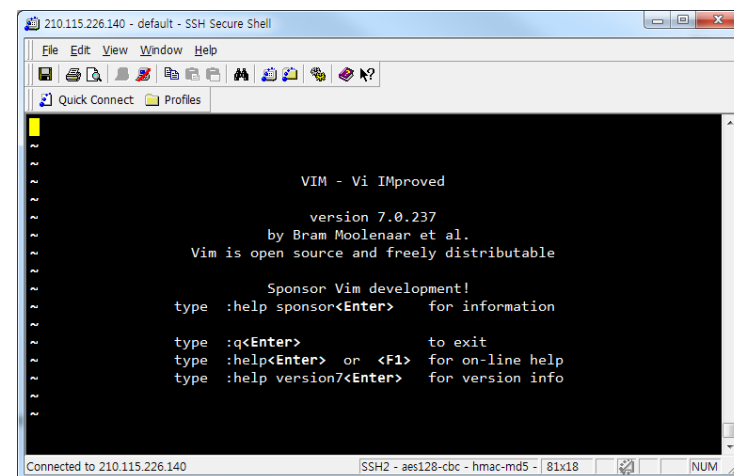 210.115.226.140 - default - SSH Secure Shell
File Edit View Window Help
Quick Connect Profiles
~
~
~ VIM - Vi IMproved
~
~ version 7.0.237
~ by Bram Moolenaar et al.
~ Vim is open source and freely distributable
~
~ Sponsor Vim development!
~ type :help sponsor<Enter> for information
~
~ type :q<Enter> to exit
~ type :help<Enter> or <F1> for on-line help
~ type :help version7<Enter> for version info
~
~
Connected to 210.115.226.140 SSH2 - aes128-cbc - hmac-md5 - 81x18 NUM